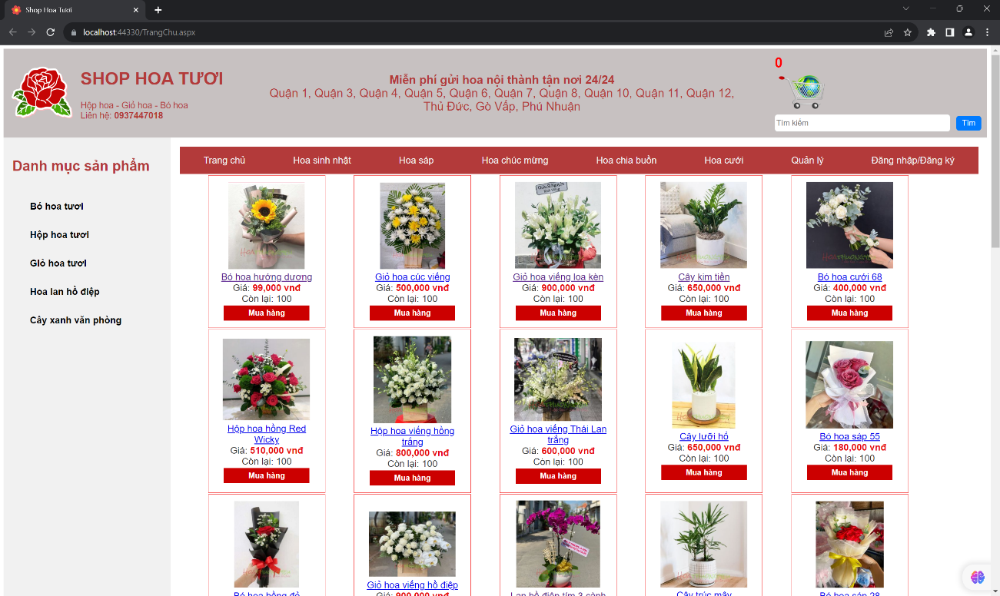 Shop Hoa Tươi
localhost:44330/TrangChu.aspx
SHOP HOA TƯƠI
Hộp hoa - Giỏ hoa - Bó hoa
Liên hệ: 0937447018
Miễn phí gửi hoa nội thành tận nơi 24/24
Quận 1, Quận 3, Quận 4, Quận 5, Quận 6, Quận 7, Quận 8, Quận 10, Quận 11, Quận 12,
Thủ Đức, Gò Vấp, Phú Nhuận
0
Tìm kiếm
Tìm
Danh mục sản phẩm
Bó hoa tươi
Hộp hoa tươi
Giỏ hoa tươi
Hoa lan hồ điệp
Cây xanh văn phòng
Trang chủ
Hoa sinh nhật
Hoa sáp
Hoa chúc mừng
Hoa chia buồn
Hoa cưới
Quản lý
Đăng nhập/Đăng ký
Bó hoa hướng dương
Giá: 99,000 vnđ
Còn lại: 100
Mua hàng
Giỏ hoa cúc viếng
Giá: 500,000 vnđ
Còn lại: 100
Mua hàng
Giỏ hoa viếng loa kèn
Giá: 900,000 vnđ
Còn lại: 100
Mua hàng
Cây kim tiền
Giá: 650,000 vnđ
Còn lại: 100
Mua hàng
Bó hoa cưới 68
Giá: 400,000 vnđ
Còn lại: 100
Mua hàng
Hộp hoa hồng Red
Wicky
Giá: 510,000 vnđ
Còn lại: 100
Mua hàng
Hộp hoa viếng hồng
trắng
Giá: 800,000 vnđ
Còn lại: 100
Mua hàng
Giỏ hoa viếng Thái Lan
trắng
Giá: 600,000 vnđ
Còn lại: 100
Mua hàng
Cây lưỡi hổ
Giá: 650,000 vnđ
Còn lại: 100
Mua hàng
Bó hoa sáp 55
Giá: 180,000 vnđ
Còn lại: 100
Mua hàng
Bó hoa hồng đỏ
Giỏ hoa viếng hồ điệp
Giá: 900,000 vnđ
Lan hồ điệp tím 3 cành
Cây trúc mây
Bó hoa sáp 28